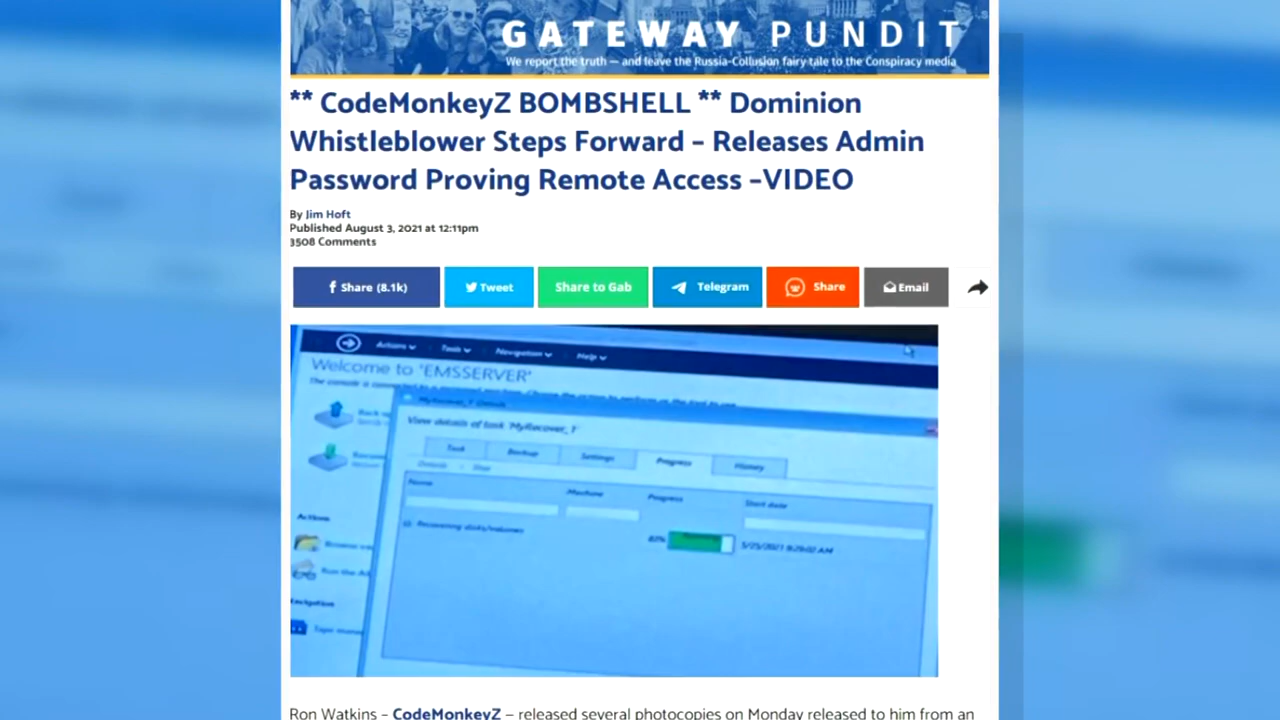 GATEWAY PUNDIT
We report the truth — and leave the Russia-Collusion fairy tale to the Conspiracy media
** CodeMonkeyZ BOMBSHELL ** Dominion
Whistleblower Steps Forward – Releases Admin
Password Proving Remote Access –VIDEO
By Jim Hoft
Published August 3, 2021 at 12:11pm
3508 Comments
Share (8.1k)
Tweet
Share to Gab
Telegram
Share
Email
Actions
Tools
Navigation
Help
Welcome to 'EMSSERVER'
View details of task 'MyRecover_1'
Task
Backup
Settings
Progress
History
Details
Stop
Name
Machine
Progress
Start date
Recovering disks/volumes
5/25/2021
Actions
Navigation
Ron Watkins – CodeMonkeyZ – released several photocopies on Monday released to him from an